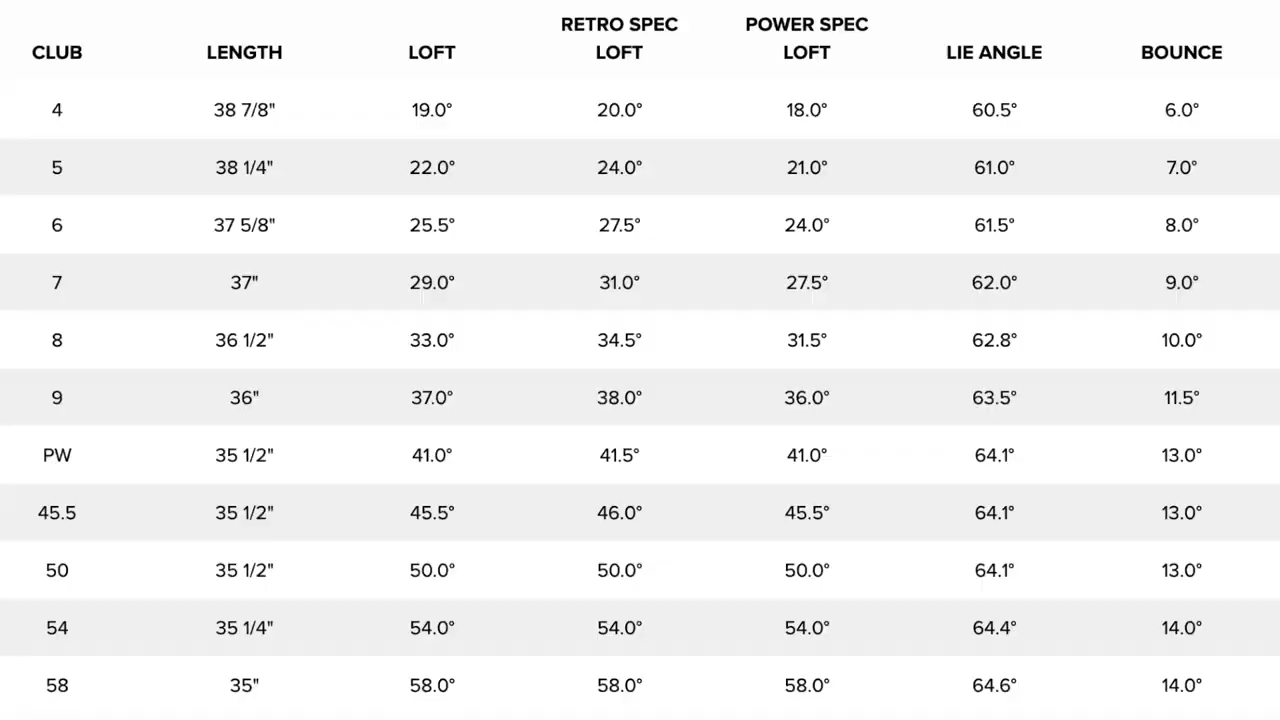 RETRO SPEC POWER SPEC
CLUB LENGTH LOFT LOFT LOFT LIE ANGLE BOUNCE
4 38 7/8" 19.0° 20.0° 18.0° 60.5° 6.0°
5 38 1/4" 22.0° 24.0° 21.0° 61.0° 7.0°
6 37 5/8" 25.5° 27.5° 24.0° 61.5° 8.0°
7 37" 29.0° 31.0° 27.5° 62.0° 9.0°
8 36 1/2" 33.0° 34.5° 31.5° 62.8° 10.0°
9 36" 37.0° 38.0° 36.0° 63.5° 11.5°
PW 35 1/2" 41.0° 41.5° 41.0° 64.1° 13.0°
45.5 35 1/2" 45.5° 46.0° 45.5° 64.1° 13.0°
50 35 1/2" 50.0° 50.0° 50.0° 64.1° 13.0°
54 35 1/4" 54.0° 54.0° 54.0° 64.4° 14.0°
58 35" 58.0° 58.0° 58.0° 64.6° 14.0°